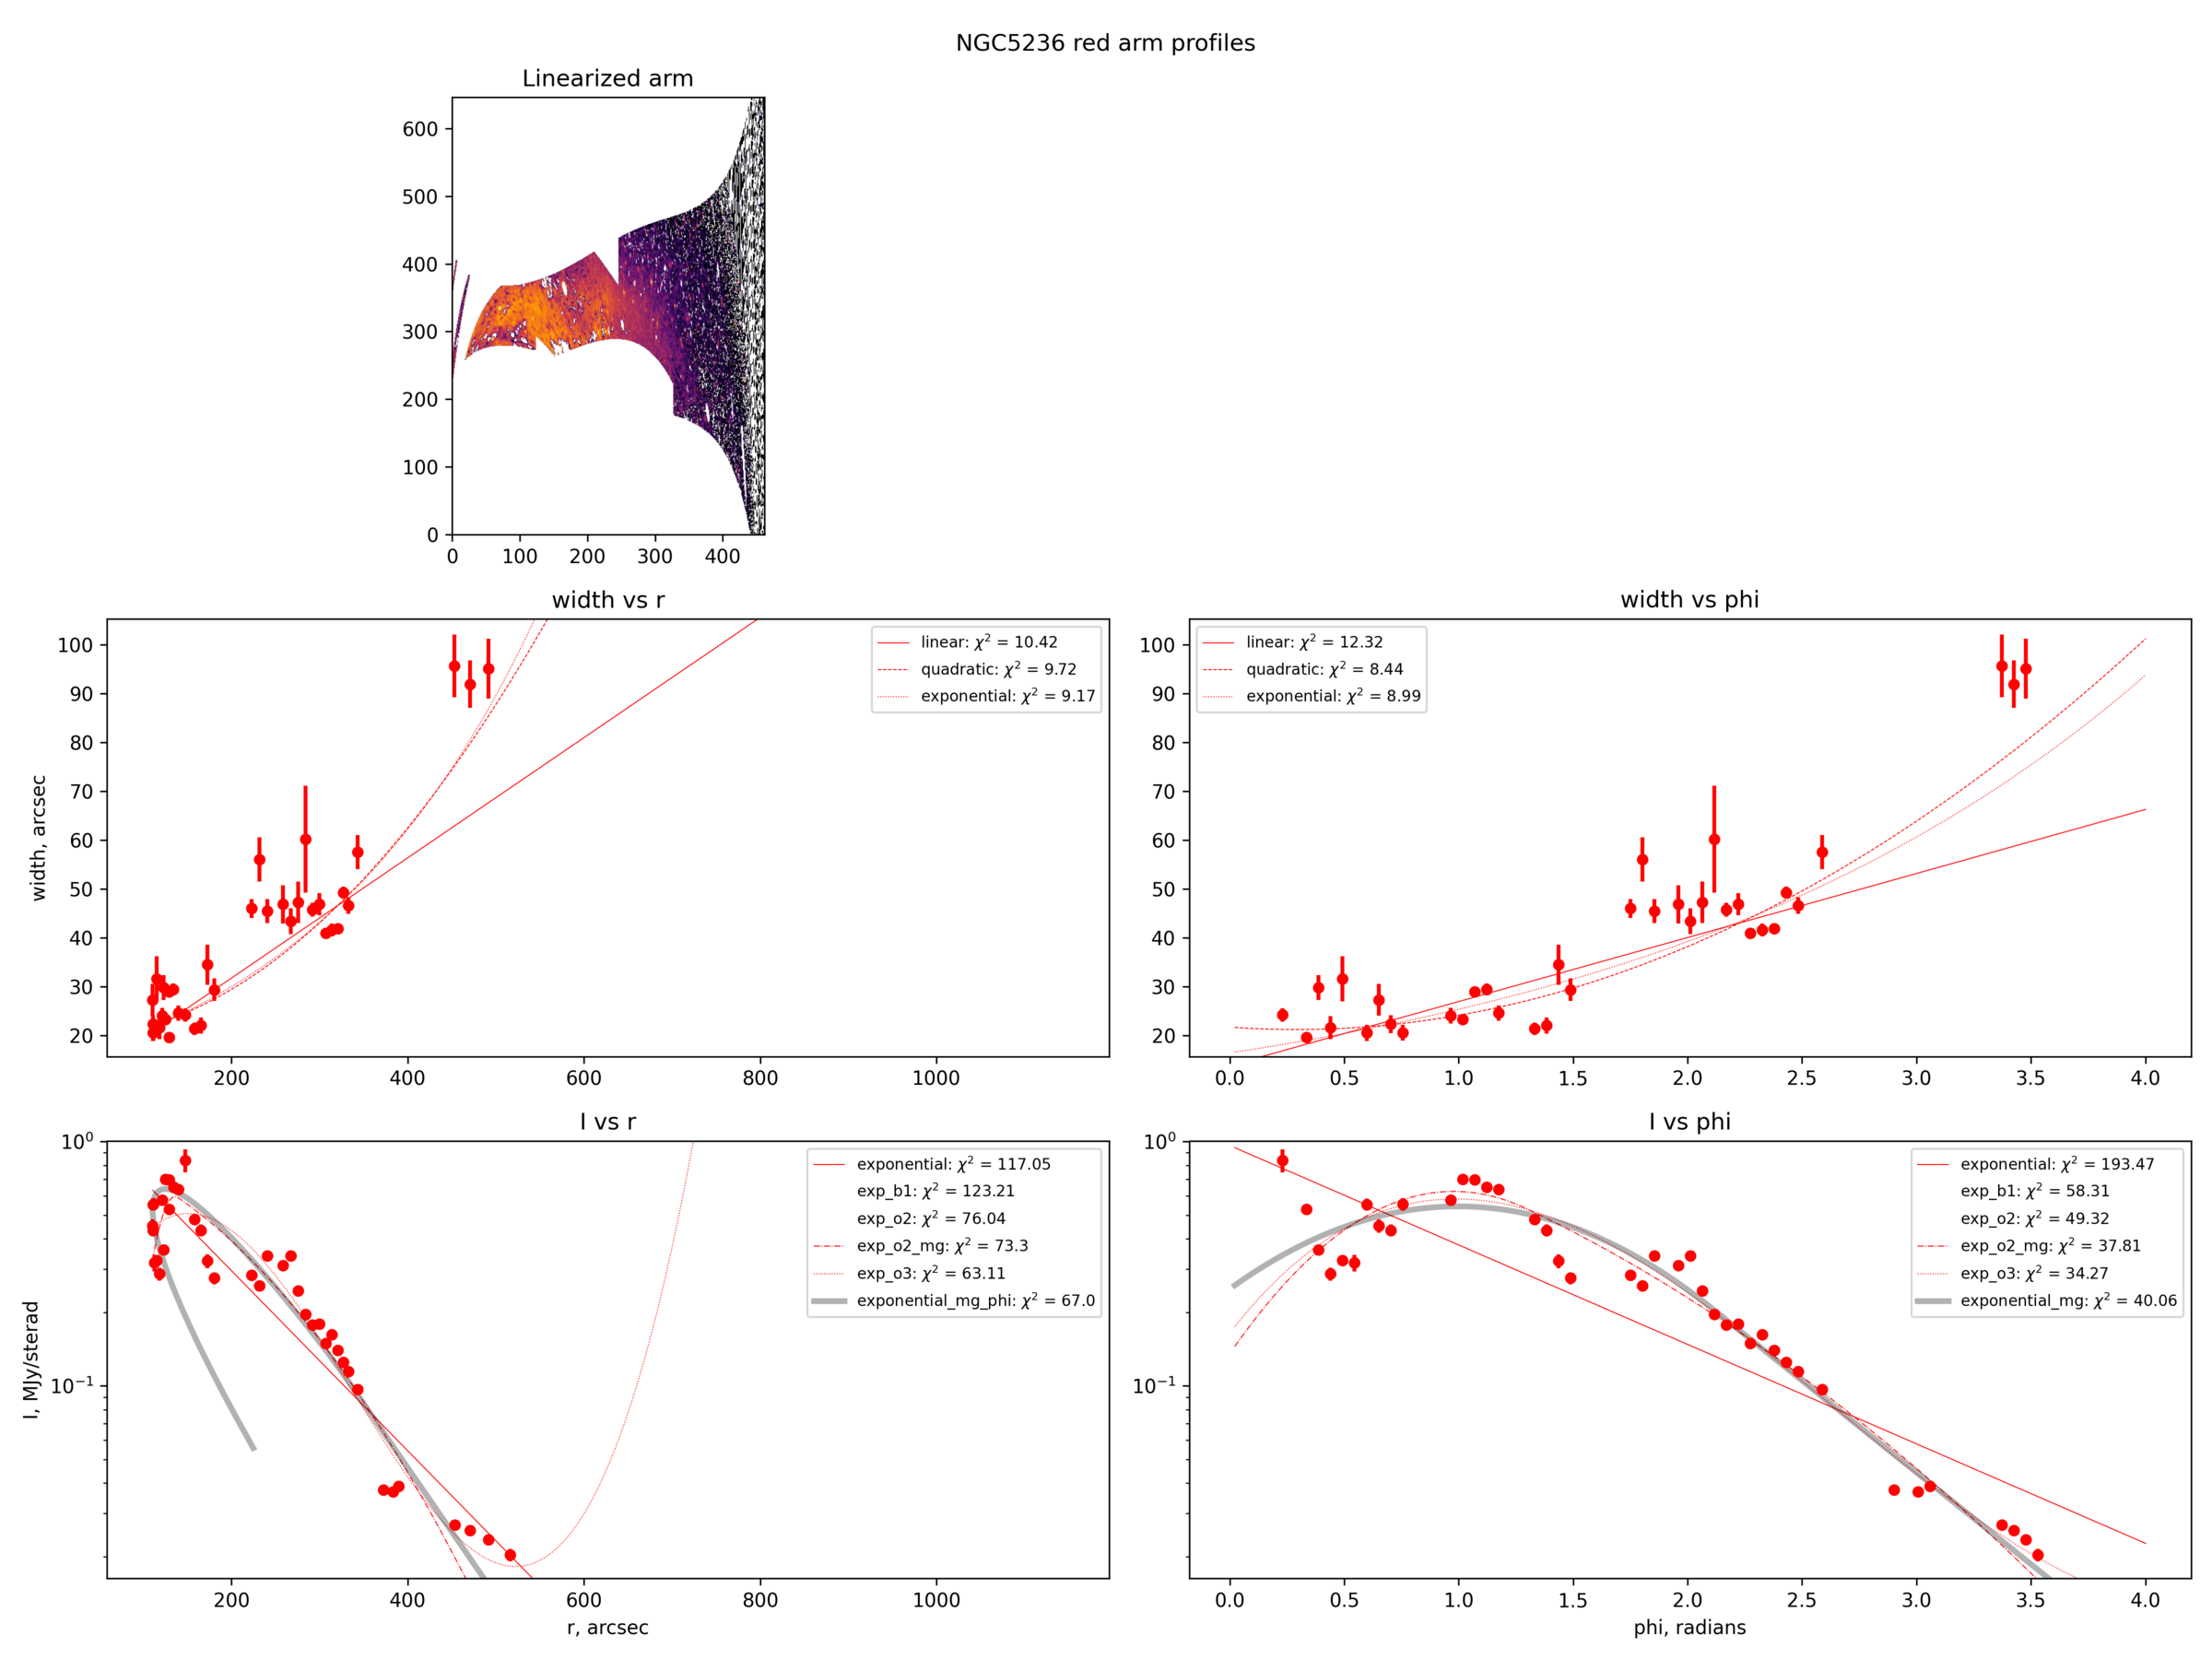 NGC5236 red arm profiles
Linearized arm
600
500
400
300
200
100
0
0 100 200 300 400
width vs r
width, arcsec
100
90
80
70
60
50
40
30
20
200 400 600 800 1000
linear: χ² = 10.42
quadratic: χ² = 9.72
exponential: χ² = 9.17
width vs phi
100
90
80
70
60
50
40
30
20
0.0 0.5 1.0 1.5 2.0 2.5 3.0 3.5 4.0
linear: χ² = 12.32
quadratic: χ² = 8.44
exponential: χ² = 8.99
I vs r
I, MJy/sterad
10⁰
10⁻¹
200 400 600 800 1000
r, arcsec
exponential: χ² = 117.05
exp_b1: χ² = 123.21
exp_o2: χ² = 76.04
exp_o2_mg: χ² = 73.3
exp_o3: χ² = 63.11
exponential_mg_phi: χ² = 67.0
I vs phi
10⁰
10⁻¹
0.0 0.5 1.0 1.5 2.0 2.5 3.0 3.5 4.0
phi, radians
exponential: χ² = 193.47
exp_b1: χ² = 58.31
exp_o2: χ² = 49.32
exp_o2_mg: χ² = 37.81
exp_o3: χ² = 34.27
exponential_mg: χ² = 40.06